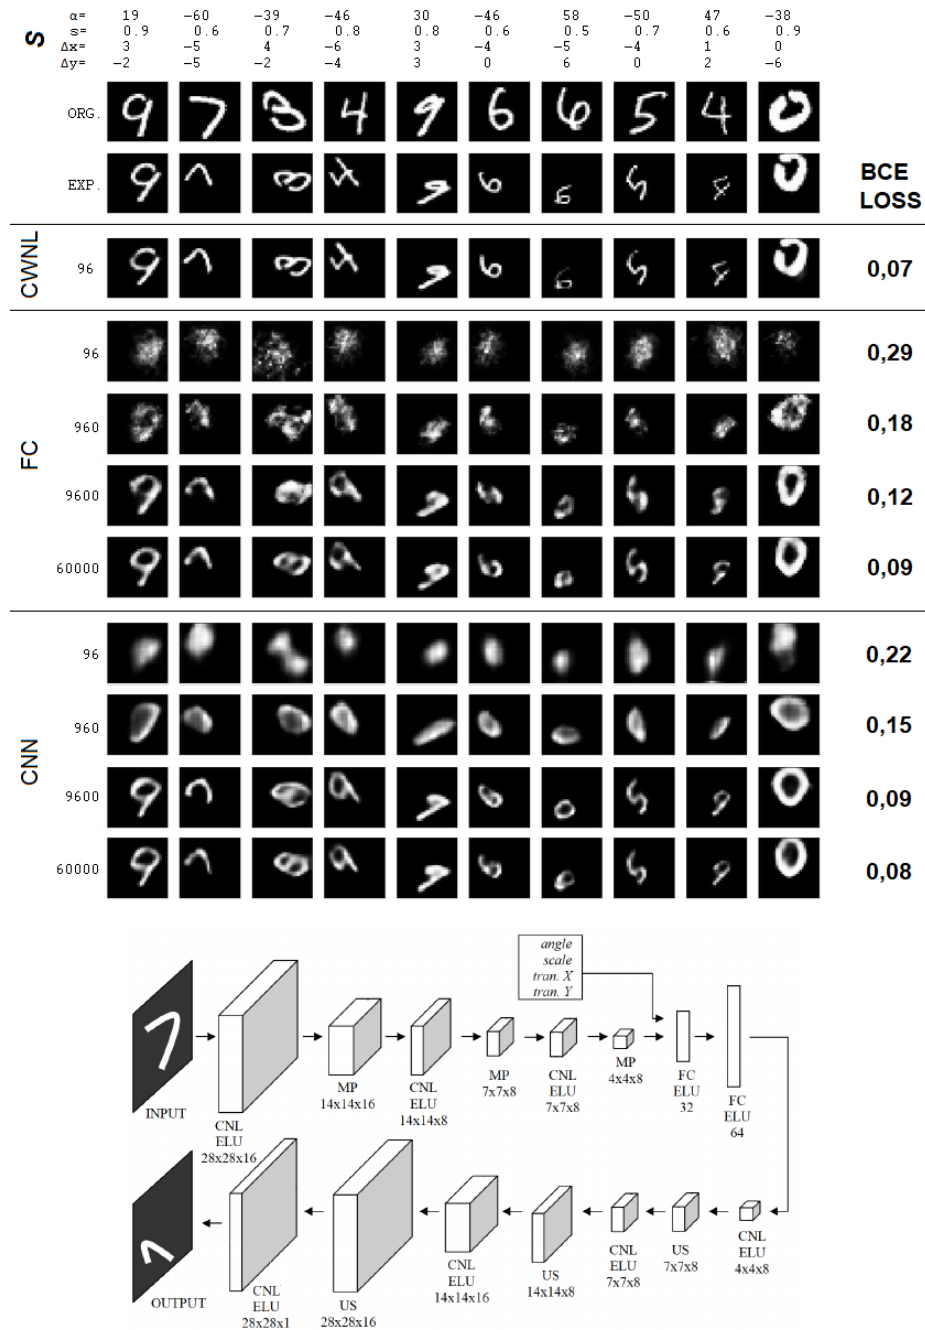 S
α= 19 -60 -39 -46 30 -46 58 -50 47 -38
s= 0.9 0.6 0.7 0.8 0.8 0.6 0.5 0.7 0.6 0.9
Δx= 3 -5 4 -6 3 -4 -5 -4 1 0
Δy= -2 -5 -2 -4 3 0 6 0 2 -6
ORG.
EXP.
BCE
LOSS
CWNL
96 0,07
FC
96 0,29
960 0,18
9600 0,12
60000 0,09
CNN
96 0,22
960 0,15
9600 0,09
60000 0,08
angle
scale
tran. X
tran. Y
INPUT
CNL
ELU
28x28x16
MP
14x14x16
CNL
ELU
14x14x8
MP
7x7x8
CNL
ELU
7x7x8
MP
4x4x8
FC
ELU
32
FC
ELU
64
OUTPUT
CNL
ELU
28x28x1
US
28x28x16
CNL
ELU
14x14x16
US
14x14x8
CNL
ELU
7x7x8
US
7x7x8
CNL
ELU
4x4x8